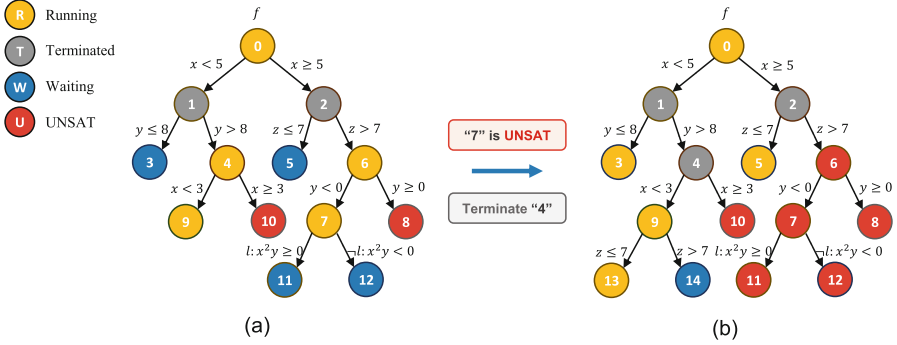 R Running
T Terminated
W Waiting
U UNSAT
f
0
x < 5
x ≥ 5
1
2
y ≤ 8
y > 8
z ≤ 7
z > 7
3
4
5
6
x < 3
x ≥ 3
y < 0
y ≥ 0
9
10
7
8
l: x²y ≥ 0
¬l: x²y < 0
11
12
(a)
"7" is UNSAT
Terminate "4"
f
0
x < 5
x ≥ 5
1
2
y ≤ 8
y > 8
z ≤ 7
z > 7
3
4
5
6
x < 3
x ≥ 3
y < 0
y ≥ 0
9
10
7
8
z ≤ 7
z > 7
l: x²y ≥ 0
¬l: x²y < 0
13
14
11
12
(b)